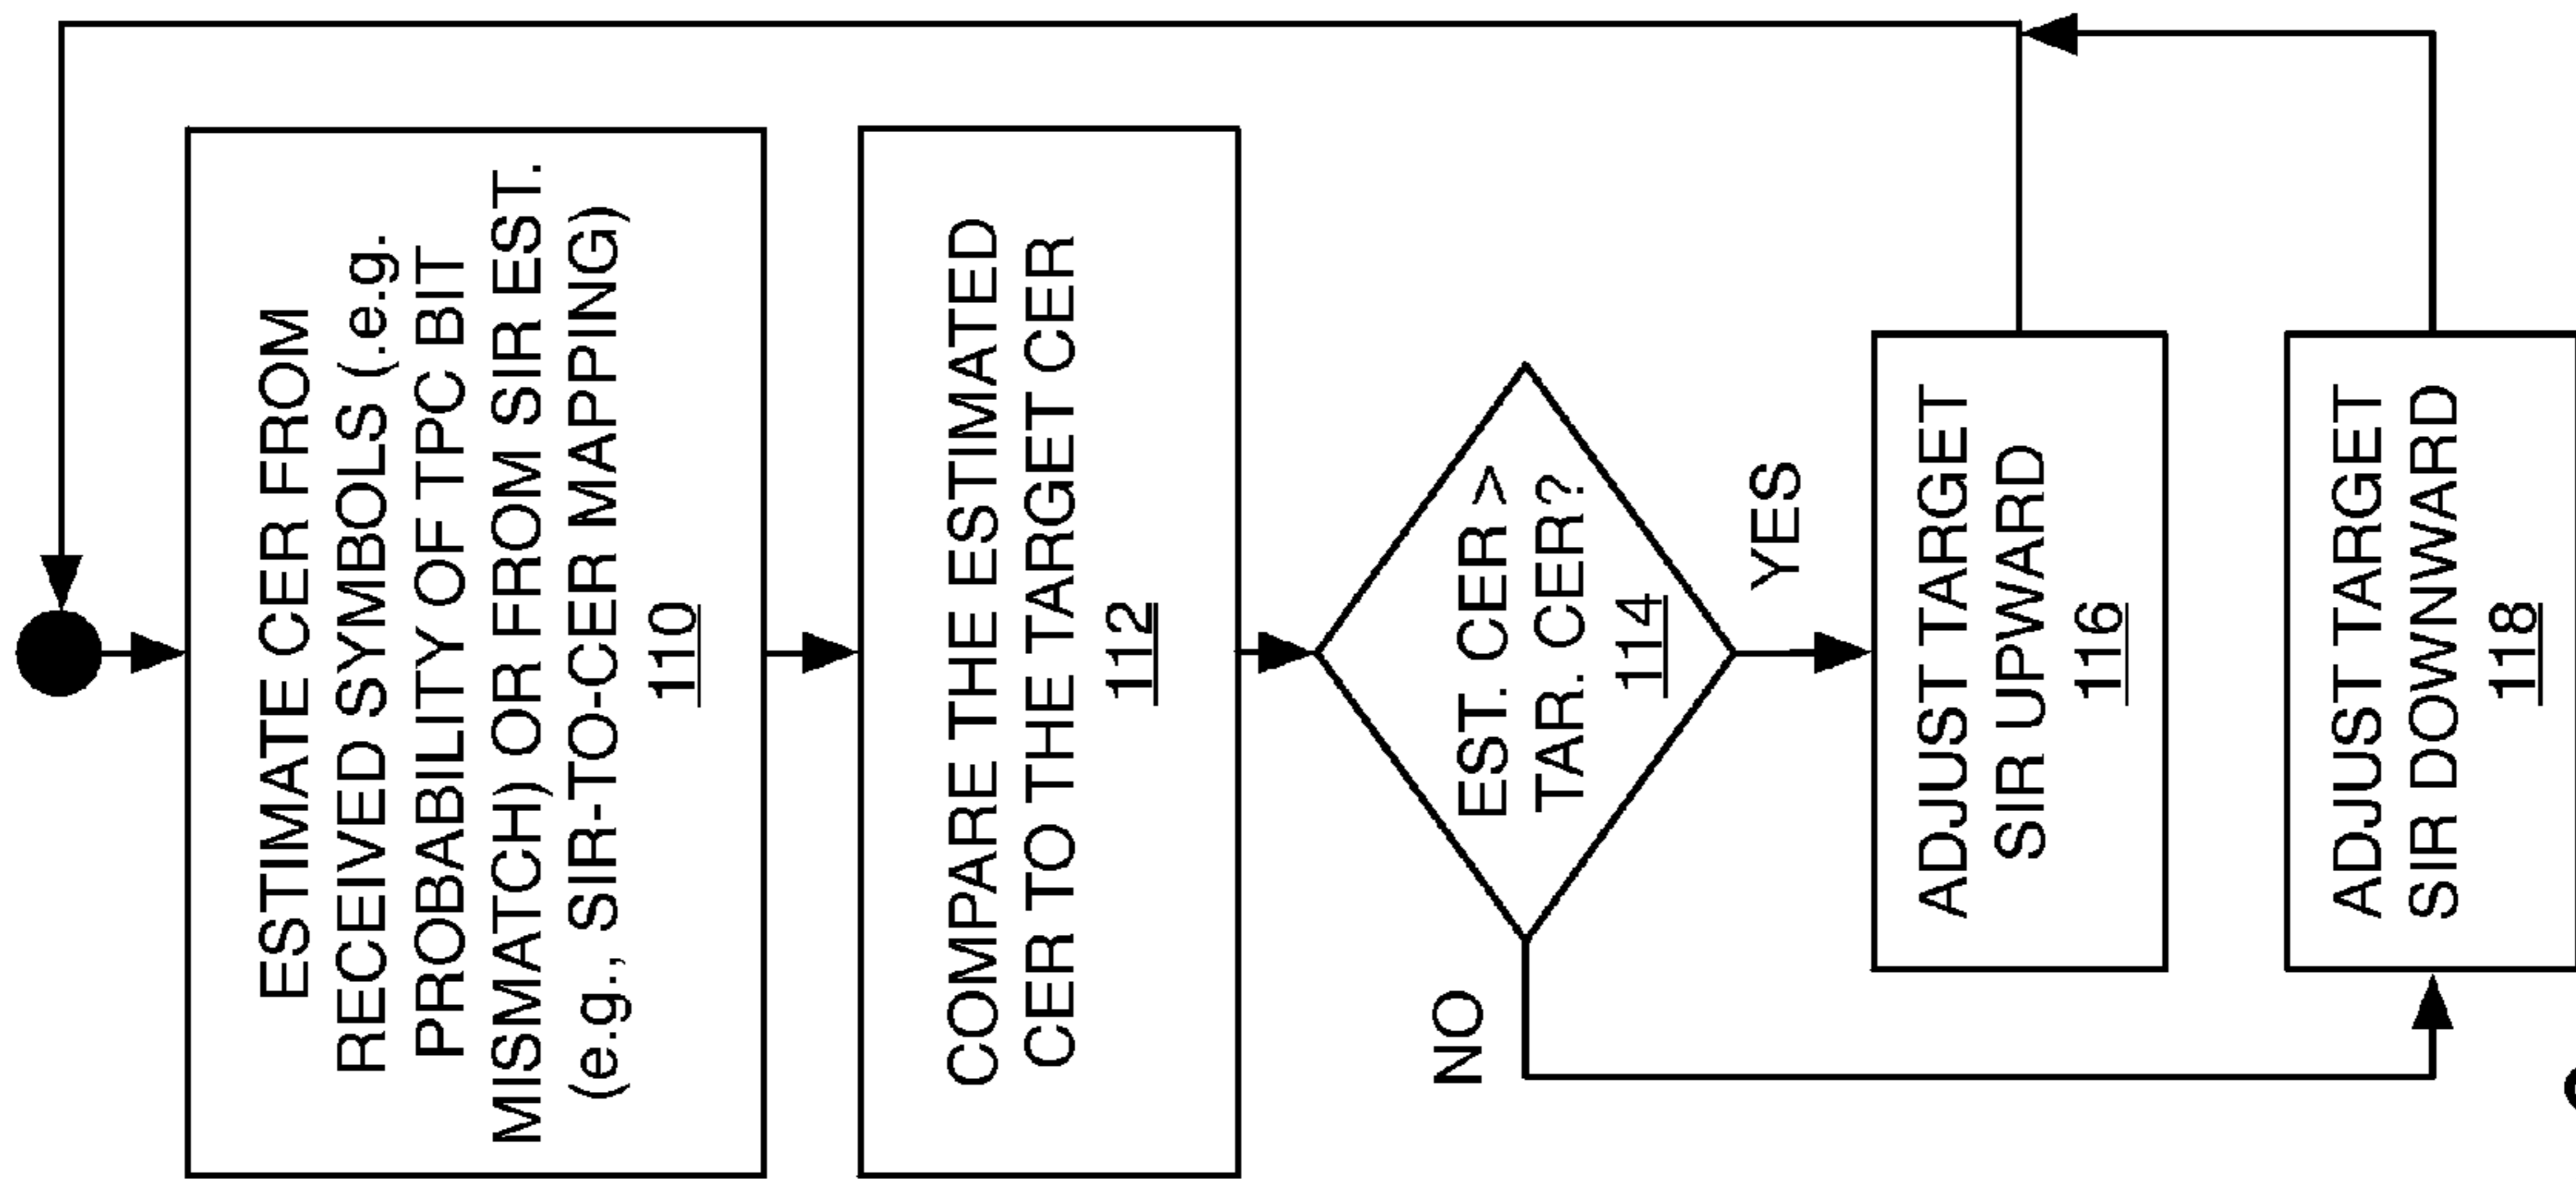 ESTIMATE CER FROM
RECEIVED SYMBOLS (.e.g.
PROBABILITY OF TPC BIT
MISMATCH) OR FROM SIR EST.
(e.g., SIR-TO-CER MAPPING)
110
COMPARE THE ESTIMATED
CER TO THE TARGET CER
112
EST. CER >
TAR. CER?
114
NO
YES
ADJUST TARGET
SIR UPWARD
116
ADJUST TARGET
SIR DOWNWARD
118